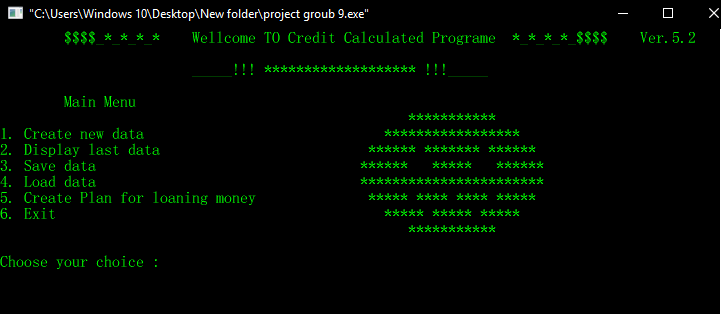 "C:\Users\Windows 10\Desktop\New folder\project groub 9.exe"
$$$$_*_*_*_*    Wellcome TO Credit Calculated Programe  *_*_*_*_$$$$    Ver.5.2
_____!!! ******************* !!!_____
Main Menu
***********
1. Create new data                              *****************
2. Display last data                          ****** ******* ******
3. Save data                                 ******   *****   ******
4. Load data                                 ***********************
5. Create Plan for loaning money              ***** **** **** *****
6. Exit                                         ***** ***** *****
***********
Choose your choice :